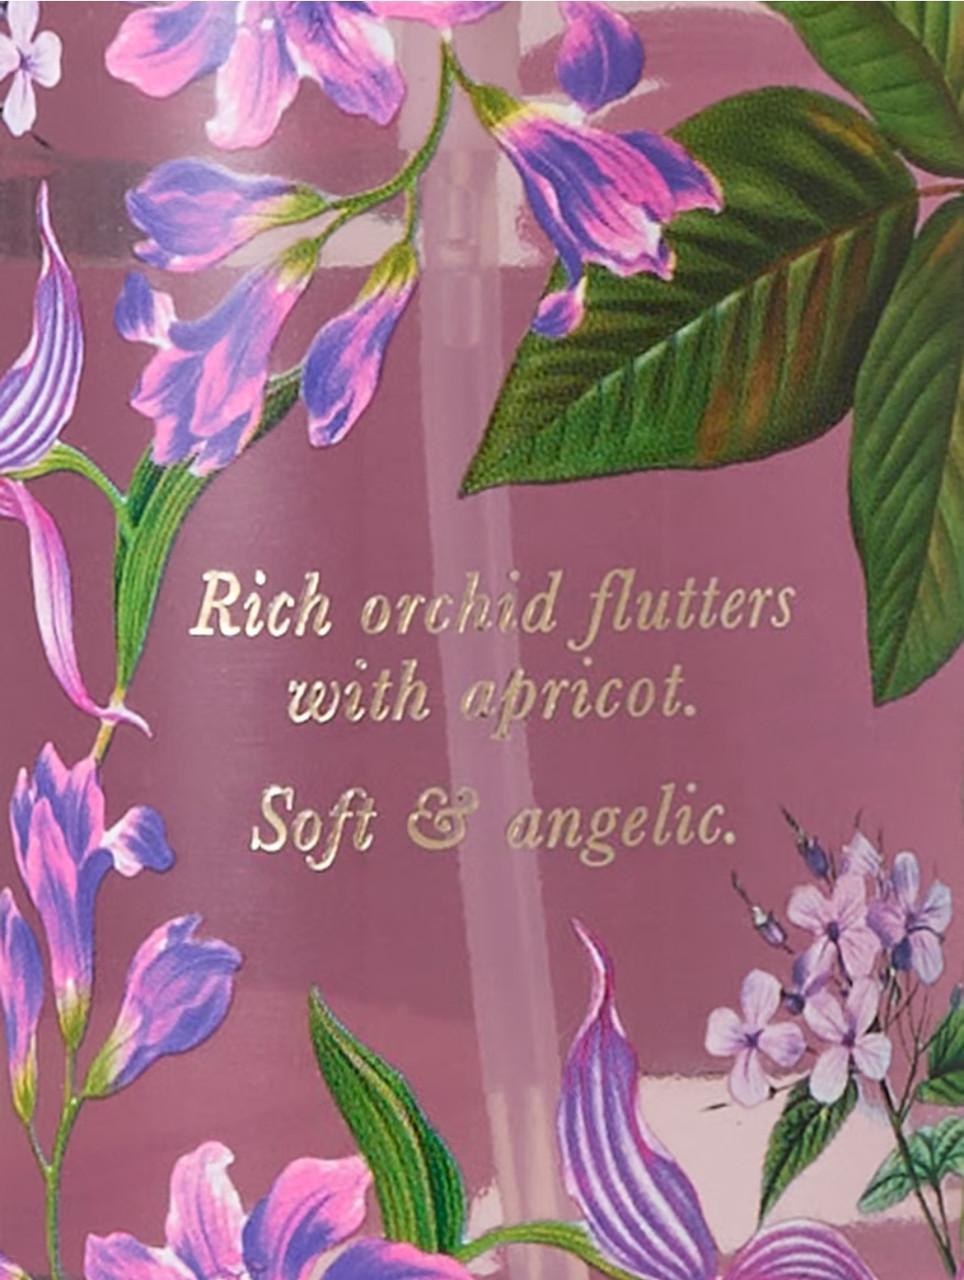 Rich orchid flutters
with apricot.
Soft & angelic.